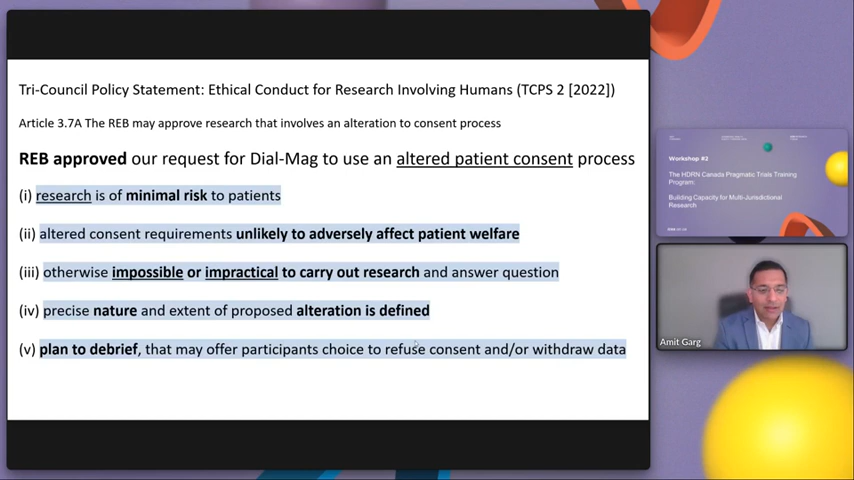 Tri-Council Policy Statement: Ethical Conduct for Research Involving Humans (TCPS 2 [2022])
Article 3.7A The REB may approve research that involves an alteration to consent process
REB approved our request for Dial-Mag to use an altered patient consent process
(i) research is of minimal risk to patients
(ii) altered consent requirements unlikely to adversely affect patient welfare
(iii) otherwise impossible or impractical to carry out research and answer question
(iv) precise nature and extent of proposed alteration is defined
(v) plan to debrief, that may offer participants choice to refuse consent and/or withdraw data
Workshop #2
The HDRN Canada Pragmatic Trials Training
Program:
Building Capacity for Multi-Jurisdictional
Research
Amit Garg